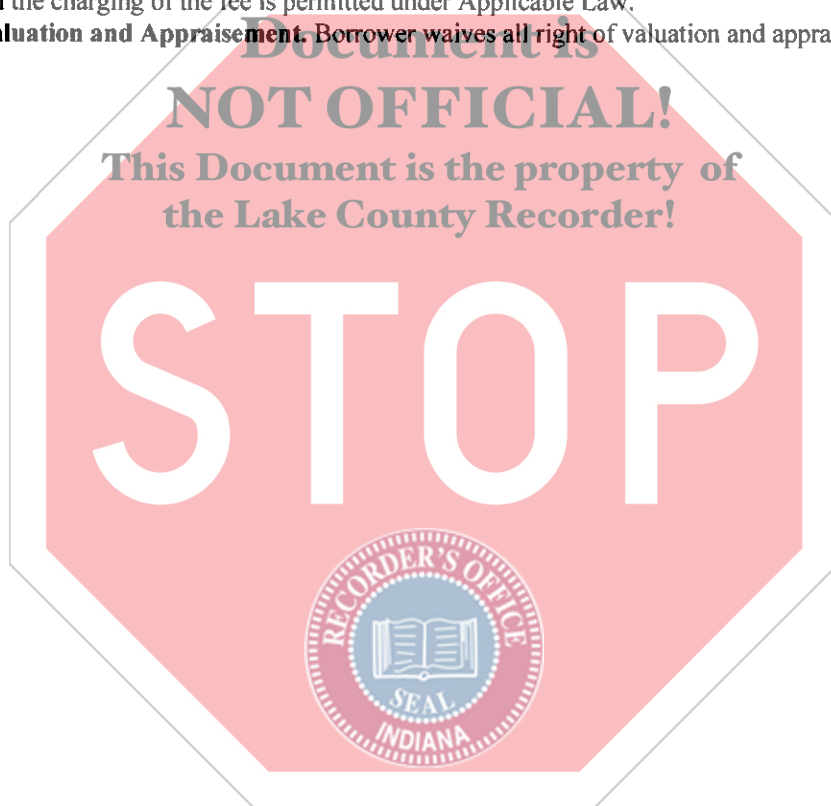 the charging of the fee is permitted under Applicable Law.
luation and Appraisement. Borrower waives all right of valuation and appra
Document is
NOT OFFICIAL!
This Document is the property of
the Lake County Recorder!
STOP
RECORDER'S OFFICE
SEAL
INDIANA